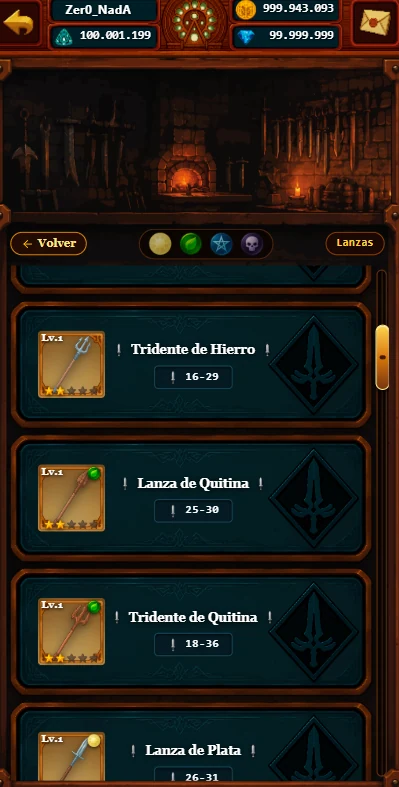 Zer0_NadA
999.943.093
100.001.199
99.999.999
← Volver
Lanzas
Lv.1
Tridente de Hierro
16-29
Lv.1
Lanza de Quitina
25-30
Lv.1
Tridente de Quitina
18-36
Lv.1
Lanza de Plata
26-31